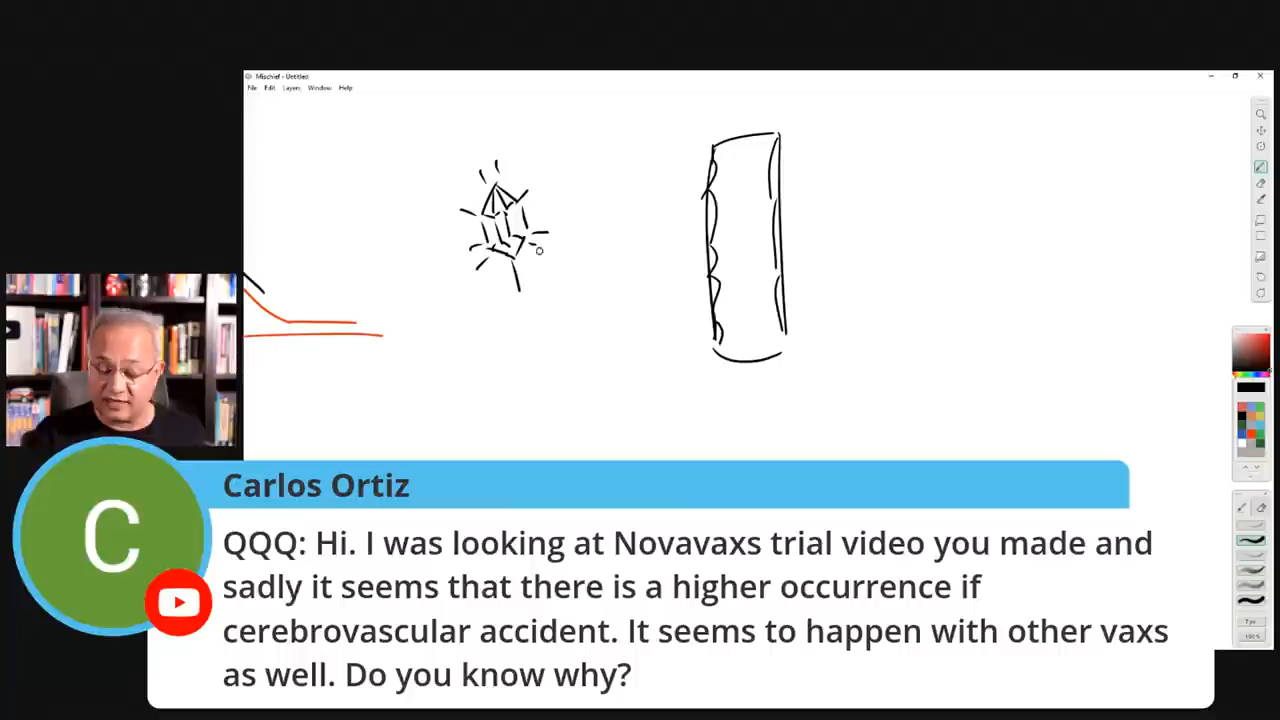 Mischief - Untitled
File Edit Layers Window Help
7px
100%
C
Carlos Ortiz
QQQ: Hi. I was looking at Novavaxs trial video you made and
sadly it seems that there is a higher occurrence if
cerebrovascular accident. It seems to happen with other vaxs
as well. Do you know why?